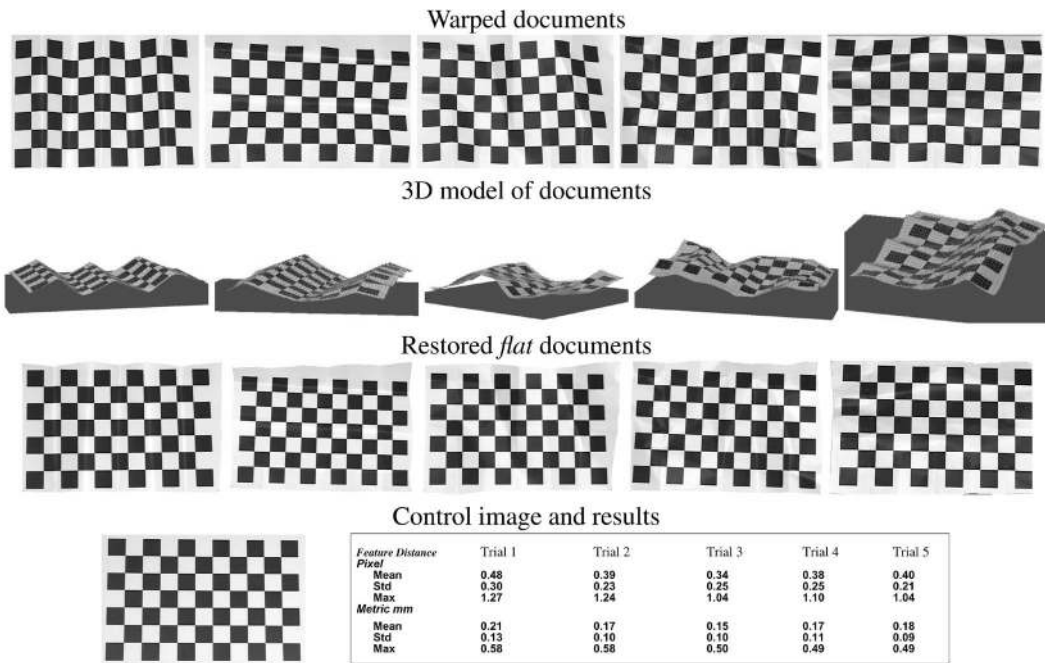 Warped documents
3D model of documents
Restored flat documents
Control image and results
Feature Distance Trial 1 Trial 2 Trial 3 Trial 4 Trial 5
Pixel
Mean 0.48 0.39 0.34 0.38 0.40
Std 0.30 0.23 0.25 0.25 0.21
Max 1.27 1.24 1.04 1.10 1.04
Metric mm
Mean 0.21 0.17 0.15 0.17 0.18
Std 0.13 0.10 0.10 0.11 0.09
Max 0.58 0.58 0.50 0.49 0.49